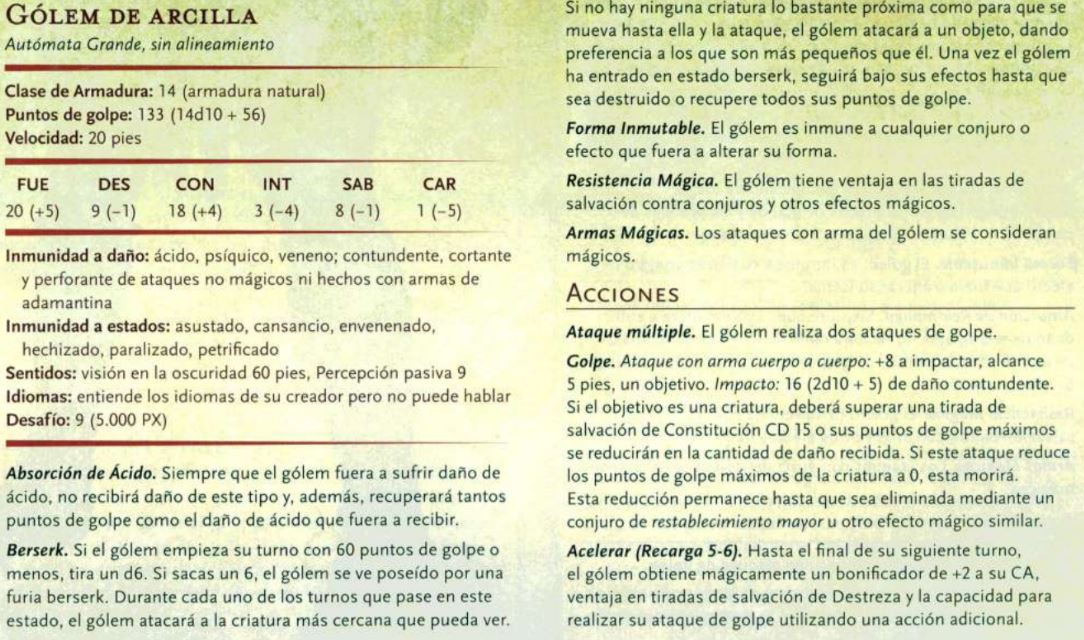 GÓLEM DE ARCILLA
Autómata Grande, sin alineamiento
Clase de Armadura: 14 (armadura natural)
Puntos de golpe: 133 (14d10 + 56)
Velocidad: 20 pies
FUE DES CON INT SAB CAR
20 (+5) 9 (−1) 18 (+4) 3 (−4) 8 (−1) 1 (−5)
Inmunidad a daño: ácido, psíquico, veneno; contundente, cortante
y perforante de ataques no mágicos ni hechos con armas de
adamantina
Inmunidad a estados: asustado, cansancio, envenenado,
hechizado, paralizado, petrificado
Sentidos: visión en la oscuridad 60 pies, Percepción pasiva 9
Idiomas: entiende los idiomas de su creador pero no puede hablar
Desafío: 9 (5.000 PX)
Absorción de Ácido. Siempre que el gólem fuera a sufrir daño de
ácido, no recibirá daño de este tipo y, además, recuperará tantos
puntos de golpe como el daño de ácido que fuera a recibir.
Berserk. Si el gólem empieza su turno con 60 puntos de golpe o
menos, tira un d6. Si sacas un 6, el gólem se ve poseído por una
furia berserk. Durante cada uno de los turnos que pase en este
estado, el gólem atacará a la criatura más cercana que pueda ver.
Si no hay ninguna criatura lo bastante próxima como para que se
mueva hasta ella y la ataque, el gólem atacará a un objeto, dando
preferencia a los que son más pequeños que él. Una vez el gólem
ha entrado en estado berserk, seguirá bajo sus efectos hasta que
sea destruido o recupere todos sus puntos de golpe.
Forma Inmutable. El gólem es inmune a cualquier conjuro o
efecto que fuera a alterar su forma.
Resistencia Mágica. El gólem tiene ventaja en las tiradas de
salvación contra conjuros y otros efectos mágicos.
Armas Mágicas. Los ataques con arma del gólem se consideran
mágicos.
ACCIONES
Ataque múltiple. El gólem realiza dos ataques de golpe.
Golpe. Ataque con arma cuerpo a cuerpo: +8 a impactar, alcance
5 pies, un objetivo. Impacto: 16 (2d10 + 5) de daño contundente.
Si el objetivo es una criatura, deberá superar una tirada de
salvación de Constitución CD 15 o sus puntos de golpe máximos
se reducirán en la cantidad de daño recibida. Si este ataque reduce
los puntos de golpe máximos de la criatura a 0, esta morirá.
Esta reducción permanece hasta que sea eliminada mediante un
conjuro de restablecimiento mayor u otro efecto mágico similar.
Acelerar (Recarga 5-6). Hasta el final de su siguiente turno,
el gólem obtiene mágicamente un bonificador de +2 a su CA,
ventaja en tiradas de salvación de Destreza y la capacidad para
realizar su ataque de golpe utilizando una acción adicional.